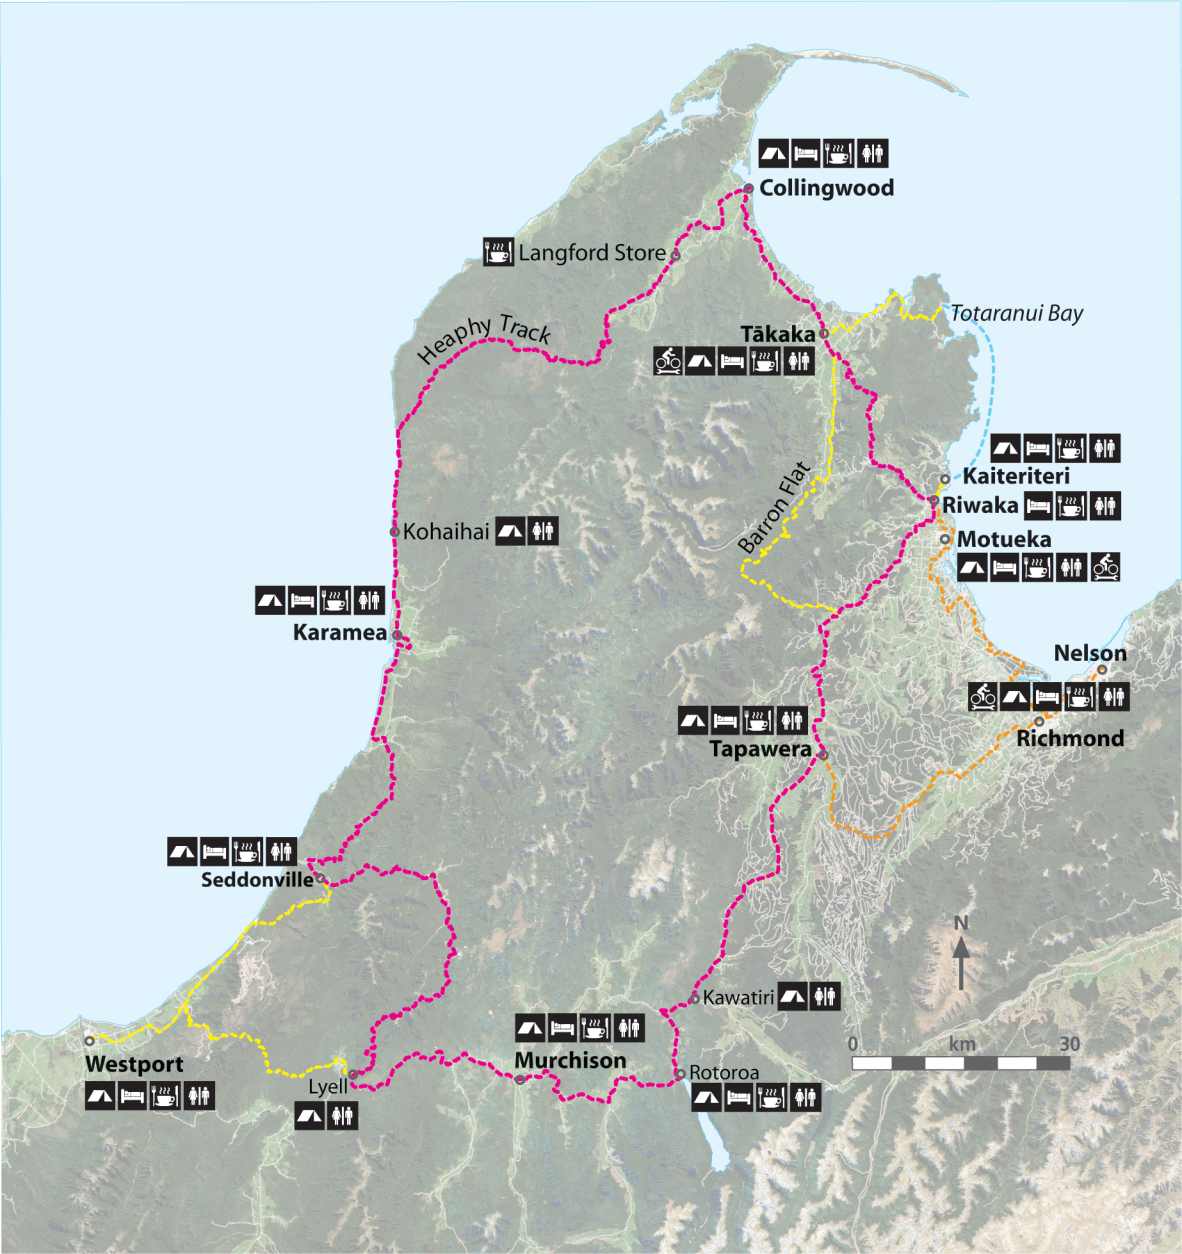 Collingwood
Langford Store
Heaphy Track
Totaranui Bay
Tākaka
Kaiteriteri
Riwaka
Barron Flat
Kohaihai
Motueka
Karamea
Nelson
Tapawera
Richmond
Seddonville
N
Kawatiri
0 km 30
Murchison
Westport
Rotoroa
Lyell